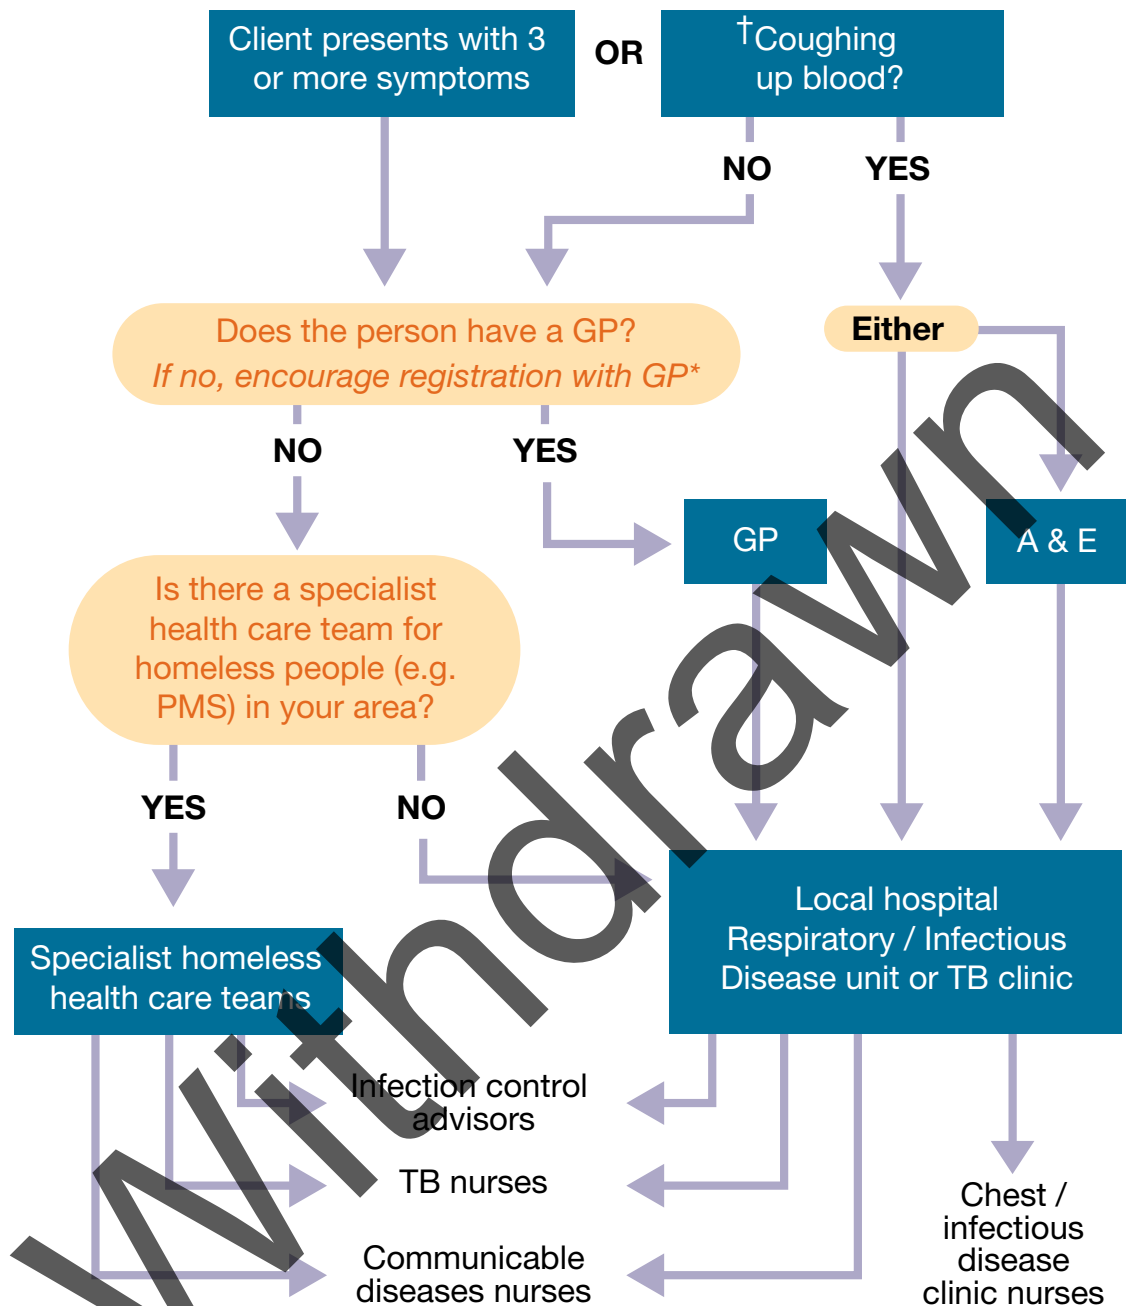 Client presents with 3
or more symptoms
OR
†Coughing
up blood?
NO
YES
Does the person have a GP?
If no, encourage registration with GP*
Either
NO
YES
GP
A & E
Is there a specialist
health care team for
homeless people (e.g.
PMS) in your area?
YES
NO
Specialist homeless
health care teams
Local hospital
Respiratory / Infectious
Disease unit or TB clinic
Infection control
advisors
TB nurses
Communicable
diseases nurses
Chest /
infectious
disease
clinic nurses
Withdrawn